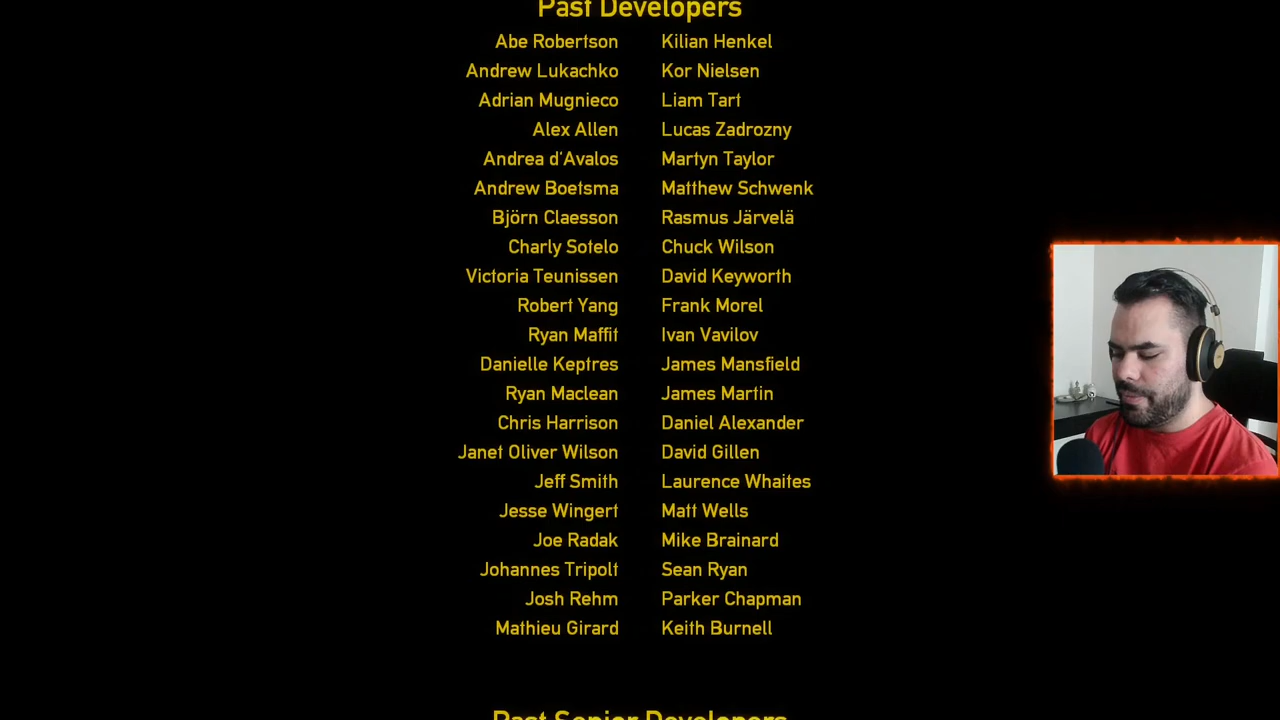 Past Developers
Abe Robertson Kilian Henkel
Andrew Lukachko Kor Nielsen
Adrian Mugnieco Liam Tart
Alex Allen Lucas Zadrozny
Andrea d'Avalos Martyn Taylor
Andrew Boetsma Matthew Schwenk
Björn Claesson Rasmus Järvelä
Charly Sotelo Chuck Wilson
Victoria Teunissen David Keyworth
Robert Yang Frank Morel
Ryan Maffit Ivan Vavilov
Danielle Keptres James Mansfield
Ryan Maclean James Martin
Chris Harrison Daniel Alexander
Janet Oliver Wilson David Gillen
Jeff Smith Laurence Whaites
Jesse Wingert Matt Wells
Joe Radak Mike Brainard
Johannes Tripolt Sean Ryan
Josh Rehm Parker Chapman
Mathieu Girard Keith Burnell
Past Senior Developers